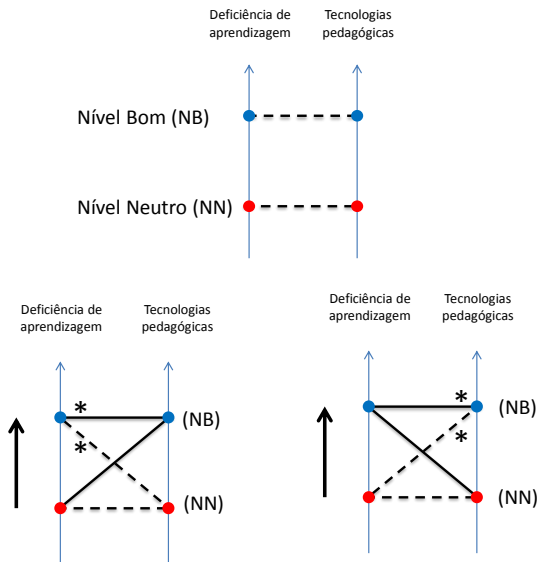 Deficiência de aprendizagem
Tecnologias pedagógicas
Nível Bom (NB)
Nível Neutro (NN)
Deficiência de aprendizagem
Tecnologias pedagógicas
*
*
(NB)
(NN)
Deficiência de aprendizagem
Tecnologias pedagógicas
*
*
(NB)
(NN)